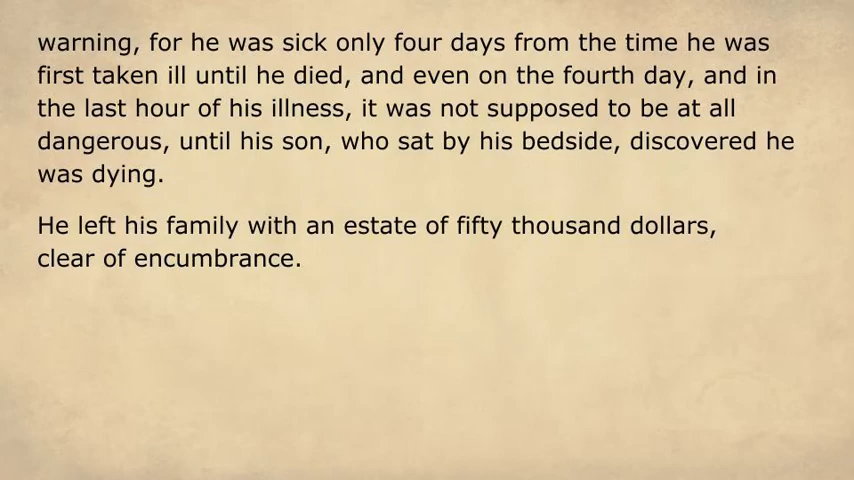 warning, for he was sick only four days from the time he was
first taken ill until he died, and even on the fourth day, and in
the last hour of his illness, it was not supposed to be at all
dangerous, until his son, who sat by his bedside, discovered he
was dying.
He left his family with an estate of fifty thousand dollars,
clear of encumbrance.